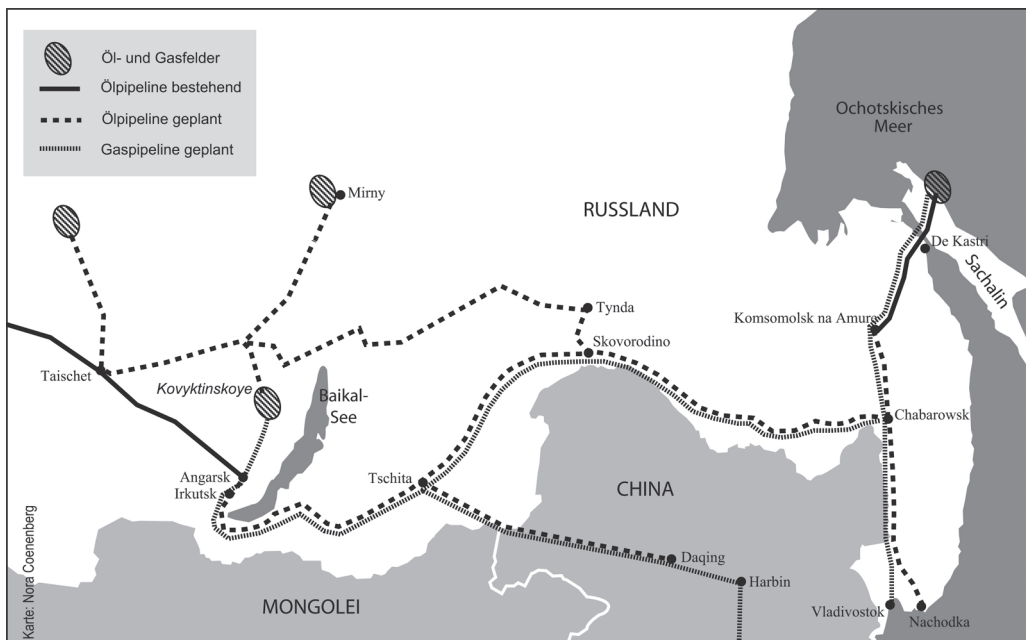 Öl- und Gasfelder
Ölpipeline bestehend
Ölpipeline geplant
Gaspipeline geplant
Ochotskisches
Meer
Mirny
RUSSLAND
De Kastri
Sachalin
Tynda
Komsomolsk na Amurg
Skovorodino
Taischet
Kovyktinskoye
Baikal-
See
Chabarowsk
Angarsk
Irkutsk
Tschita
CHINA
Daqing
Harbin
MONGOLEI
Vladivostok
Nachodka
Karte: Nora Coenenberg